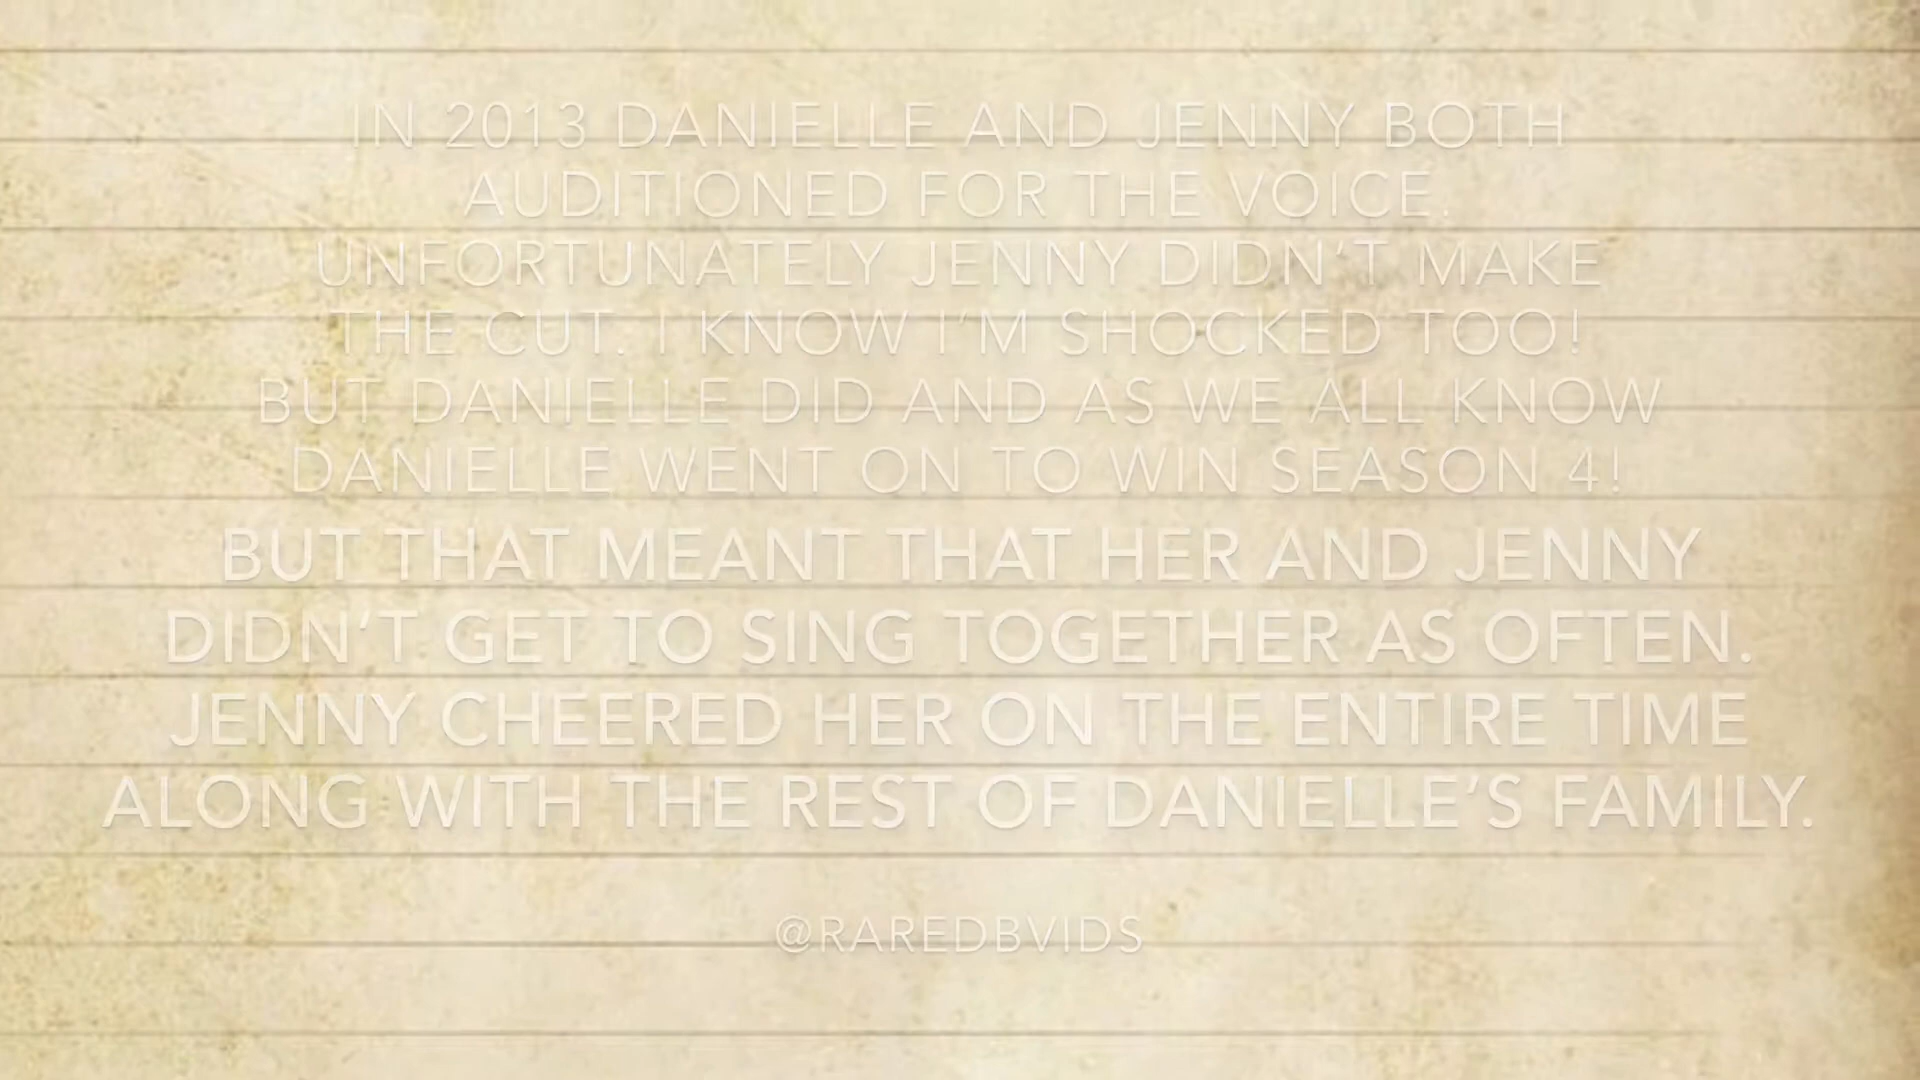 IN 2013 DANIELLE AND JENNY BOTH
AUDITIONED FOR THE VOICE.
UNFORTUNATELY JENNY DIDN'T MAKE
THE CUT. I KNOW I'M SHOCKED TOO!
BUT DANIELLE DID AND AS WE ALL KNOW
DANIELLE WENT ON TO WIN SEASON 4!
BUT THAT MEANT THAT HER AND JENNY
DIDN'T GET TO SING TOGETHER AS OFTEN.
JENNY CHEERED HER ON THE ENTIRE TIME
ALONG WITH THE REST OF DANIELLE'S FAMILY.
@RAREDBVIDS